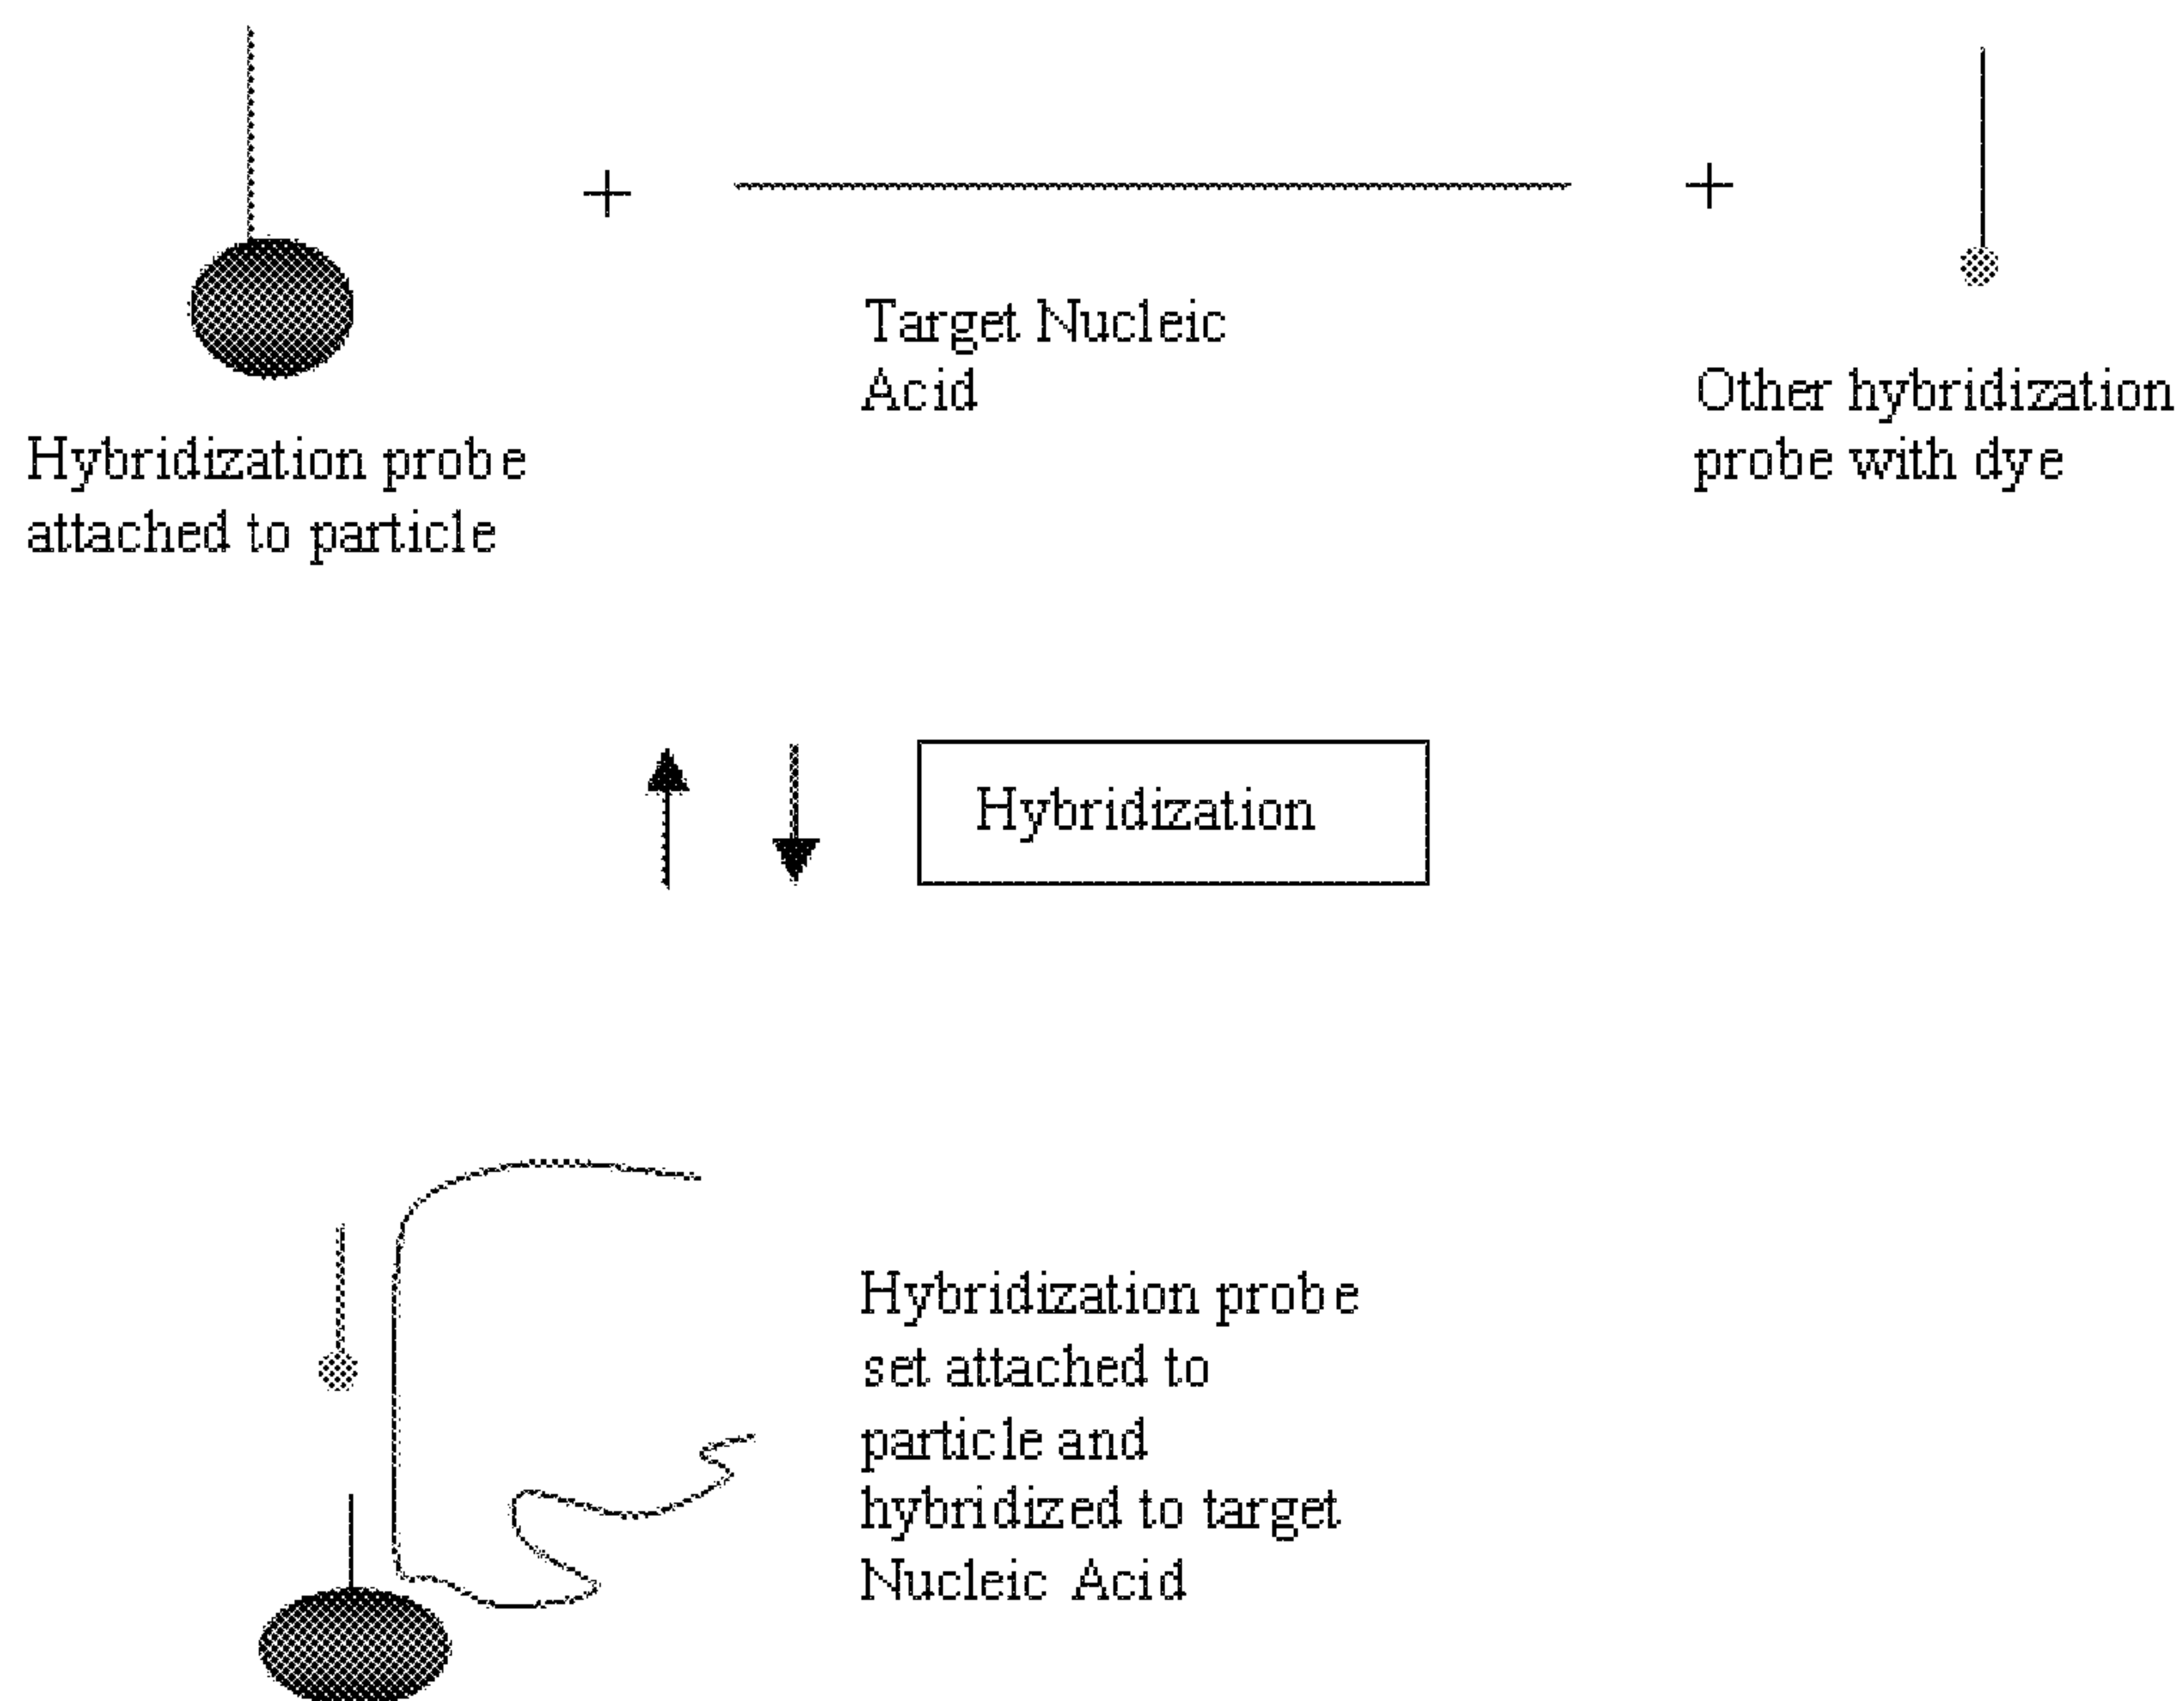 +
+
Target Nucleic
Acid
Other hybridization
probe with dye
Hybridization probe
attached to particle
Hybridization
Hybridization probe
set attached to
particle and
hybridized to target
Nucleic Acid